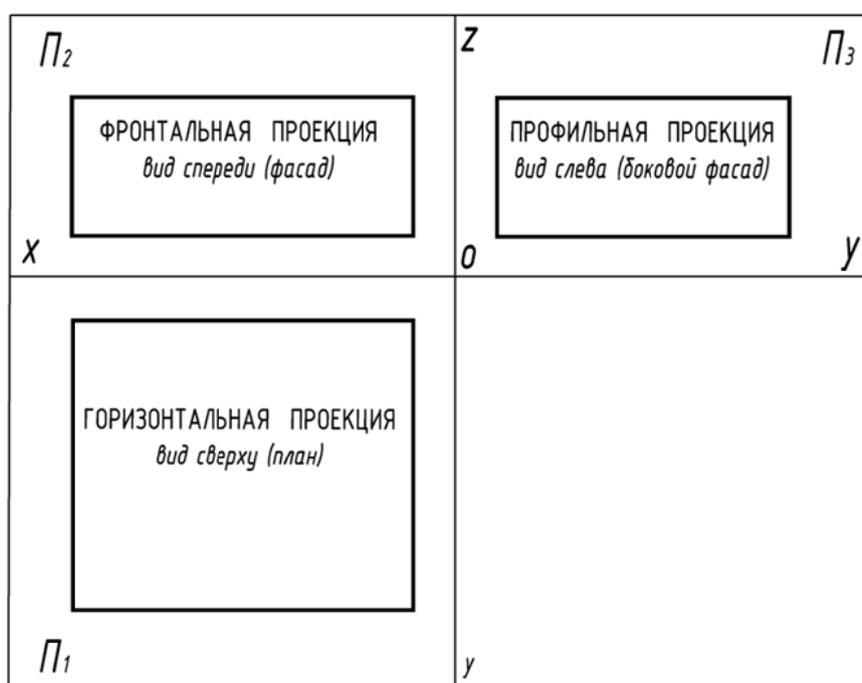 П2
Z
П3
ФРОНТАЛЬНАЯ ПРОЕКЦИЯ
вид спереди (фасад)
ПРОФИЛЬНАЯ ПРОЕКЦИЯ
вид слева (боковой фасад)
X
O
У
ГОРИЗОНТАЛЬНАЯ ПРОЕКЦИЯ
вид сверху (план)
П1
у